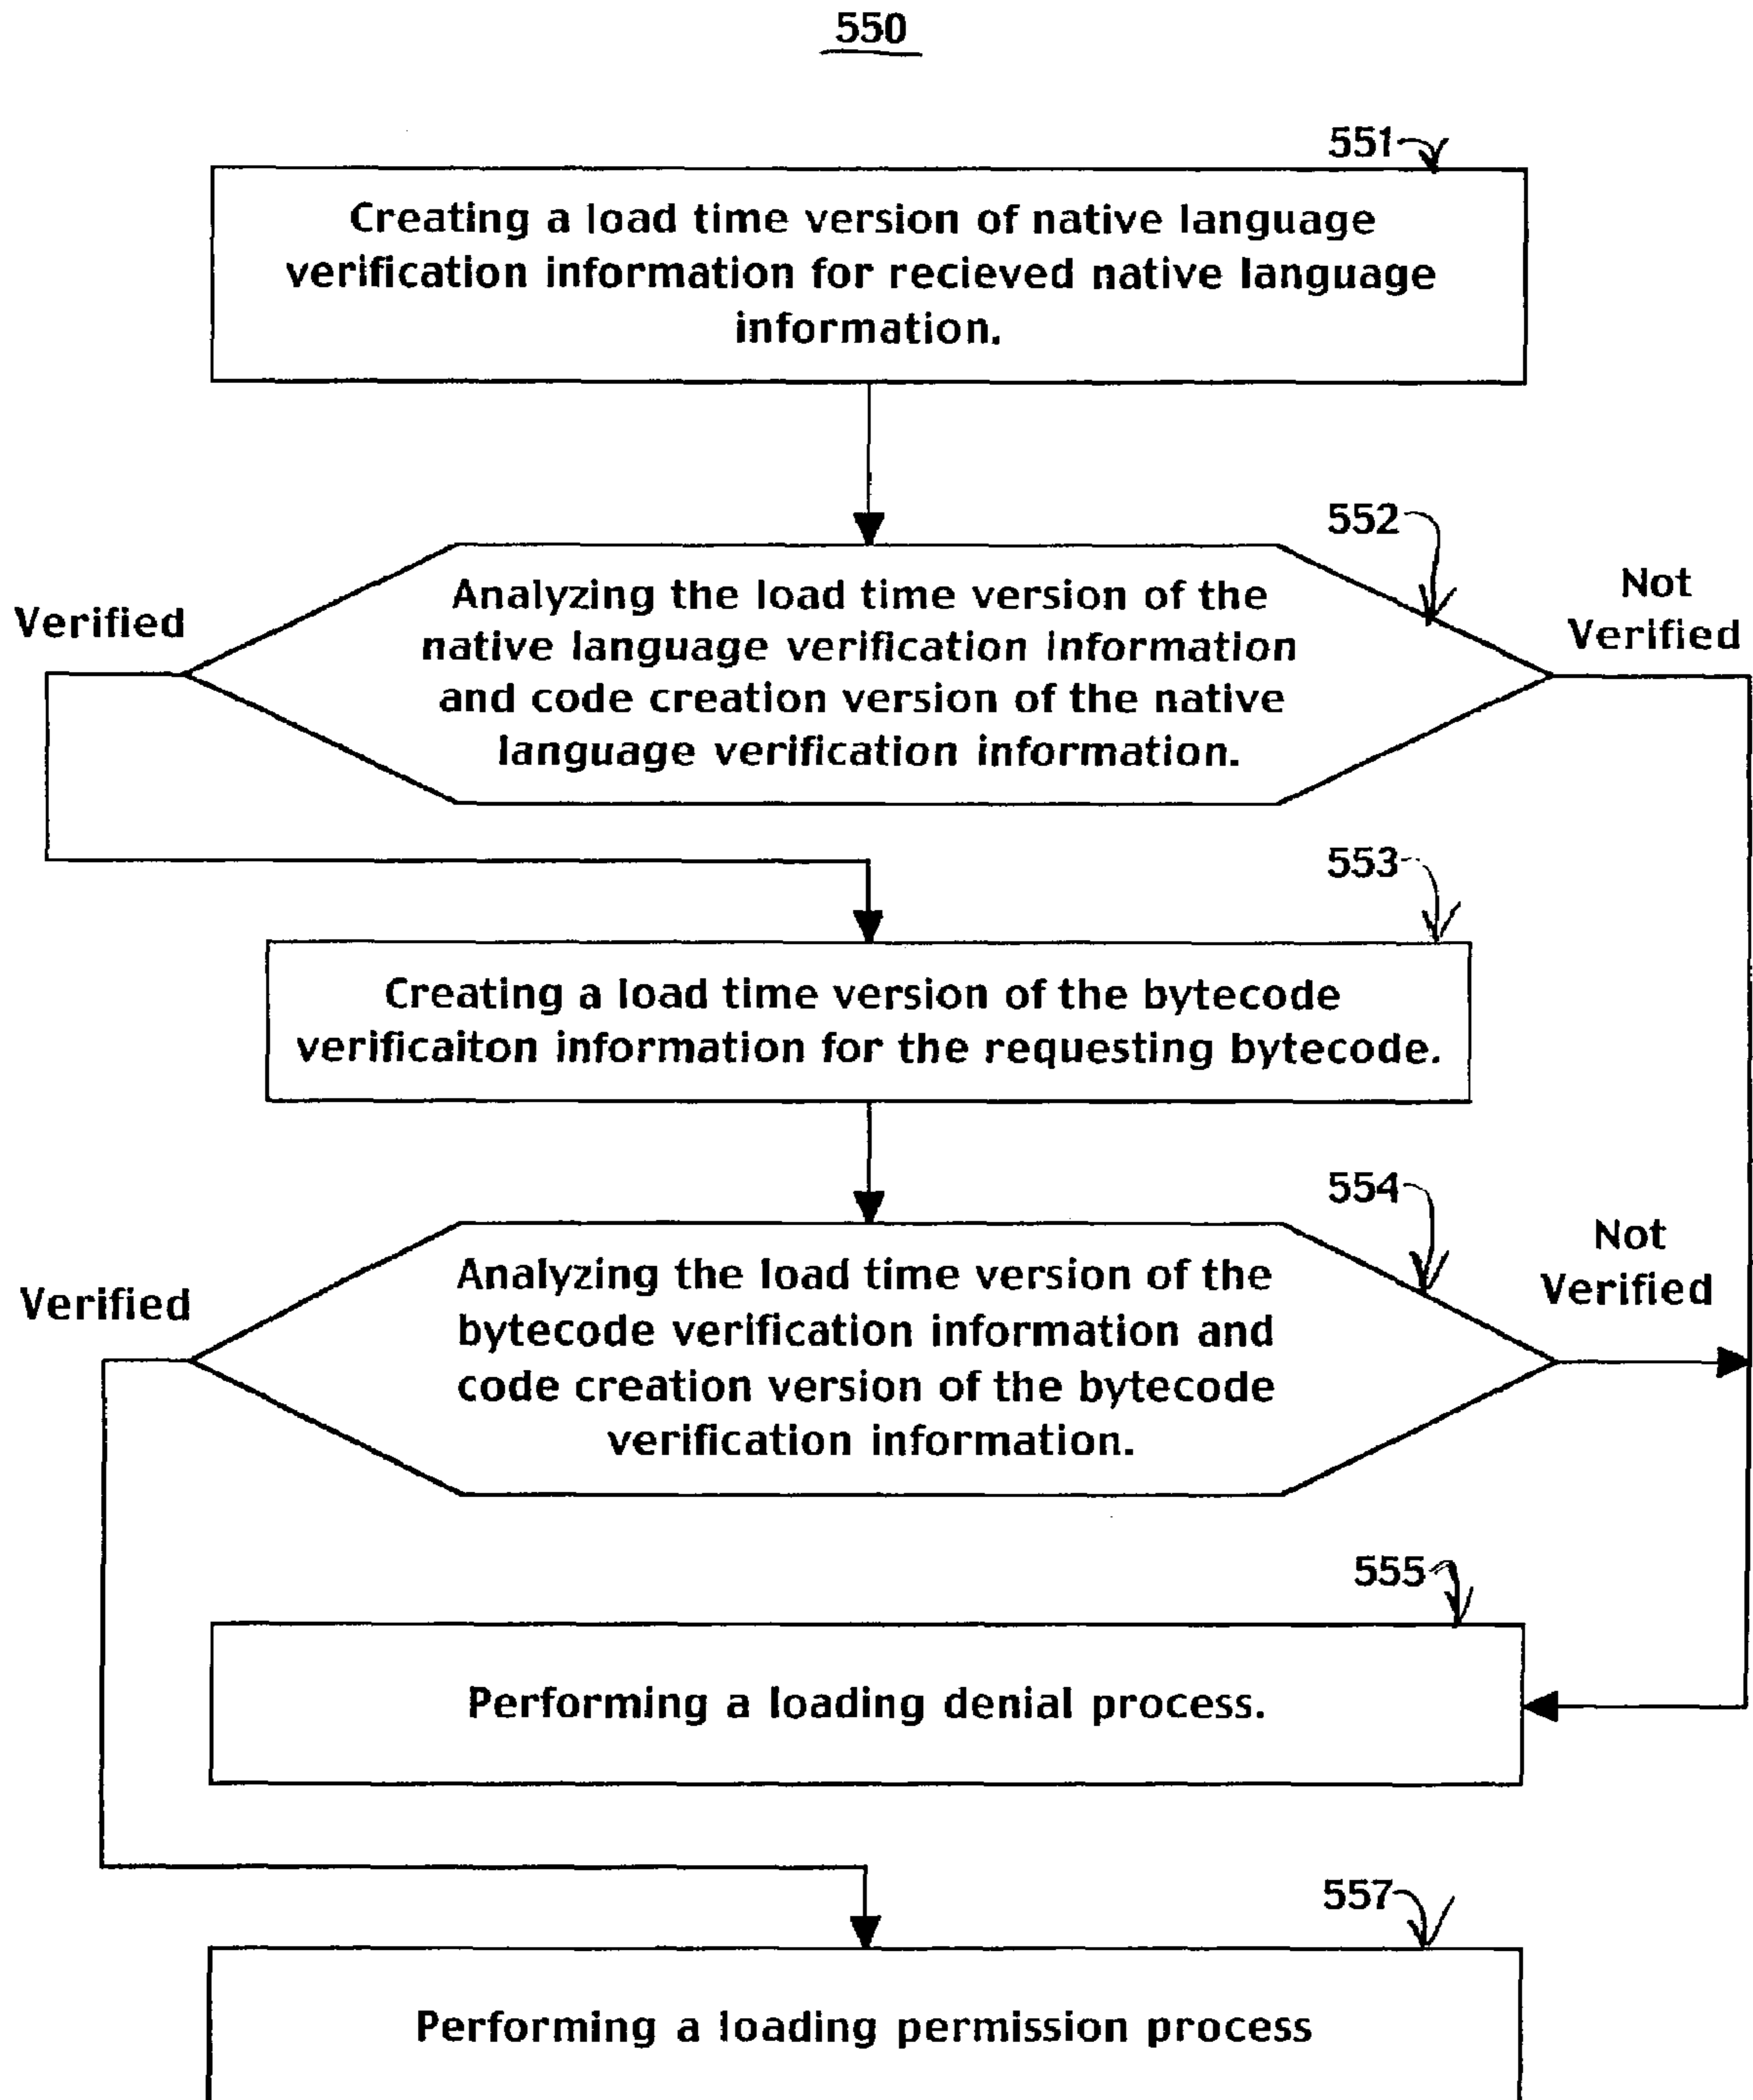 550
551
Creating a load time version of native language
verification information for recieved native language
information.
552
Verified
Not
Verified
Analyzing the load time version of the
native language verification information
and code creation version of the native
language verification information.
553
Creating a load time version of the bytecode
verificaiton information for the requesting bytecode.
554
Verified
Not
Verified
Analyzing the load time version of the
bytecode verification information and
code creation version of the bytecode
verification information.
555
Performing a loading denial process.
557
Performing a loading permission process